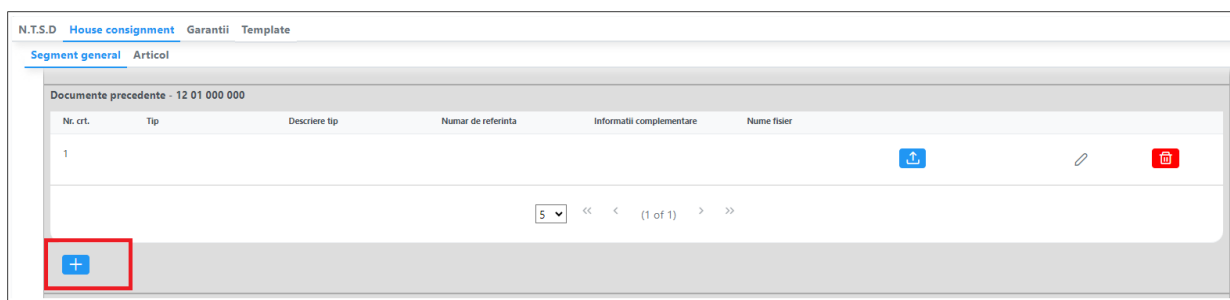 N.T.S.D House consignment Garantii Template
Segment general Articol
Documente precedente - 12 01 000 000
Nr. crt. Tip Descriere tip Numar de referinta Informatii complementare Nume fisier
1
5 (1 of 1)